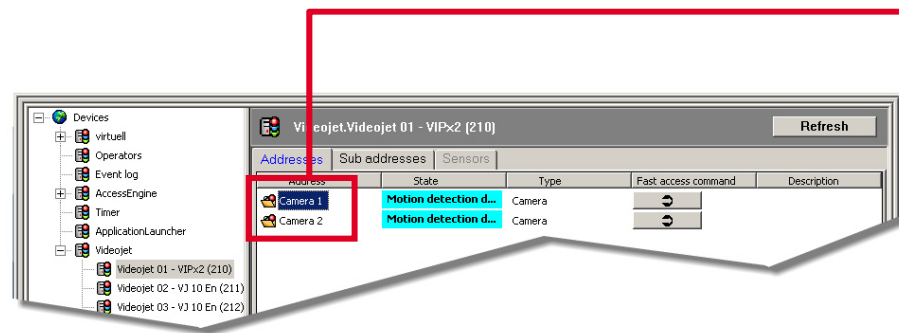 Devices
virtuell
Operators
Event log
AccessEngine
Timer
ApplicationLauncher
Videojet
Videojet 01 - VIPx2 (210)
Videojet 02 - VJ 10 En (211)
Videojet 03 - VJ 10 En (212)
Videojet.Videojet 01 - VIPx2 (210)
Refresh
Addresses Sub addresses Sensors
Address State Type Fast access command Description
Camera 1 Motion detection d... Camera
Camera 2 Motion detection d... Camera